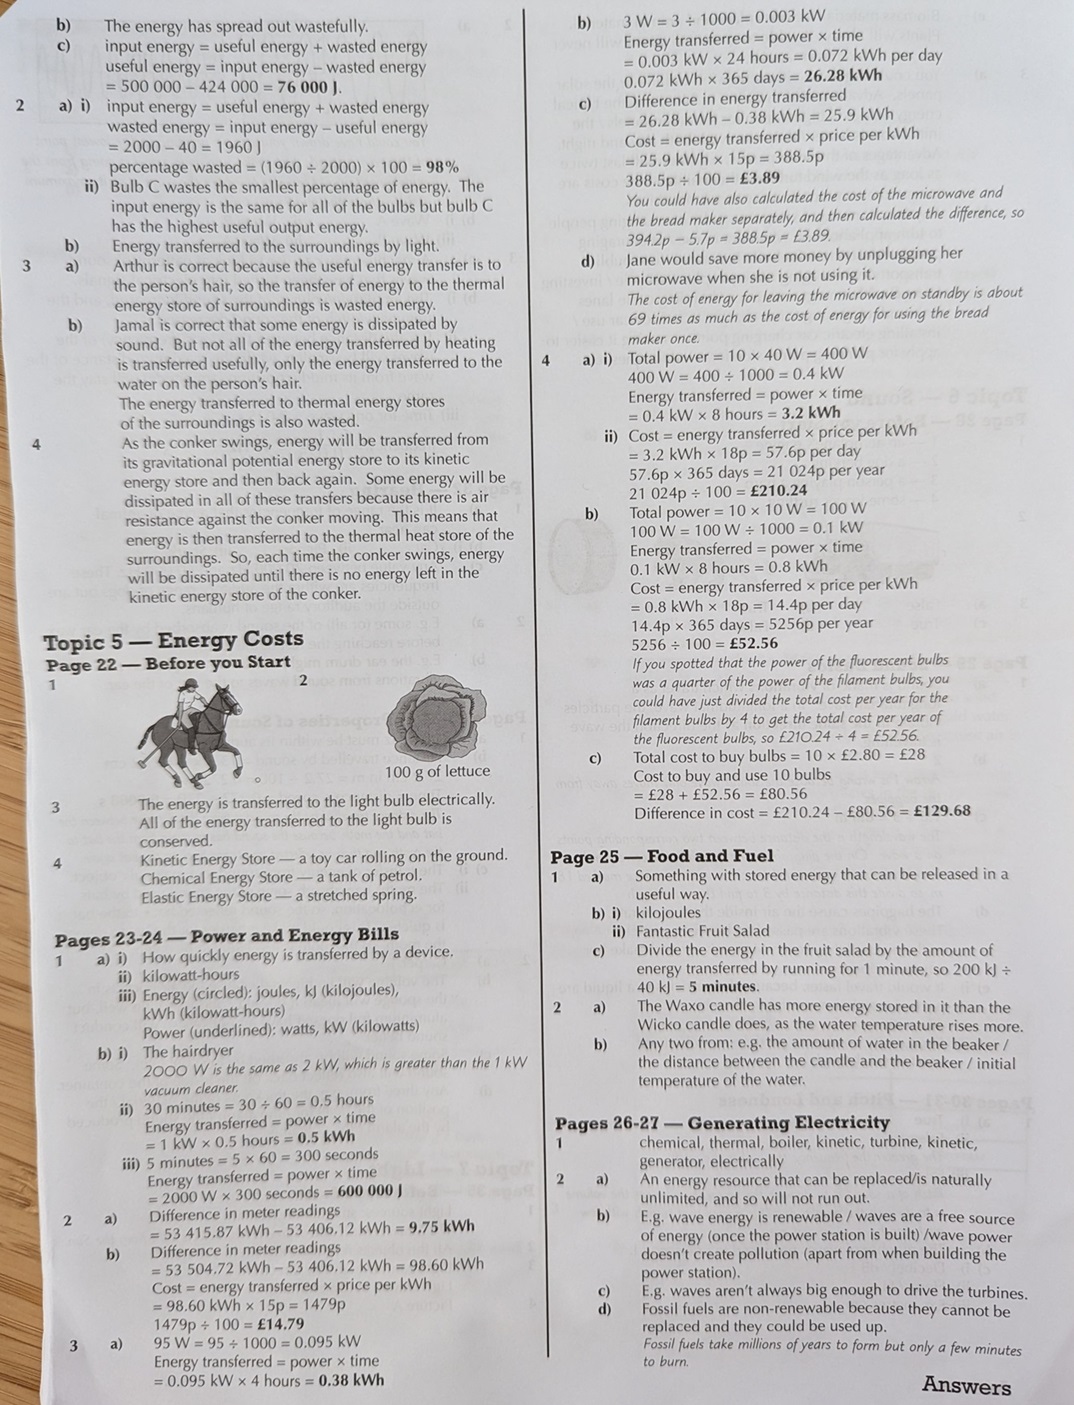 b) The energy has spread out wastefully.
c) input energy = useful energy + wasted energy
useful energy = input energy – wasted energy
= 500 000 – 424 000 = 76 000 J.
2 a) i) input energy = useful energy + wasted energy
wasted energy = input energy – useful energy
= 2000 – 40 = 1960 J
percentage wasted = (1960 ÷ 2000) × 100 = 98%
ii) Bulb C wastes the smallest percentage of energy. The
input energy is the same for all of the bulbs but bulb C
has the highest useful output energy.
b) Energy transferred to the surroundings by light.
3 a) Arthur is correct because the useful energy transfer is to
the person's hair, so the transfer of energy to the thermal
energy store of surroundings is wasted energy.
b) Jamal is correct that some energy is dissipated by
sound. But not all of the energy transferred by heating
is transferred usefully, only the energy transferred to the
water on the person's hair.
The energy transferred to thermal energy stores
of the surroundings is also wasted.
4 As the conker swings, energy will be transferred from
its gravitational potential energy store to its kinetic
energy store and then back again. Some energy will be
dissipated in all of these transfers because there is air
resistance against the conker moving. This means that
energy is then transferred to the thermal heat store of the
surroundings. So, each time the conker swings, energy
will be dissipated until there is no energy left in the
kinetic energy store of the conker.
Topic 5 — Energy Costs
Page 22 — Before you Start
1 2
100 g of lettuce
3 The energy is transferred to the light bulb electrically.
All of the energy transferred to the light bulb is
conserved.
4 Kinetic Energy Store — a toy car rolling on the ground.
Chemical Energy Store — a tank of petrol.
Elastic Energy Store — a stretched spring.
Pages 23-24 — Power and Energy Bills
1 a) i) How quickly energy is transferred by a device.
ii) kilowatt-hours
iii) Energy (circled): joules, kJ (kilojoules),
kWh (kilowatt-hours)
Power (underlined): watts, kW (kilowatts)
b) i) The hairdryer
2000 W is the same as 2 kW, which is greater than the 1 kW
vacuum cleaner.
ii) 30 minutes = 30 ÷ 60 = 0.5 hours
Energy transferred = power × time
= 1 kW × 0.5 hours = 0.5 kWh
iii) 5 minutes = 5 × 60 = 300 seconds
Energy transferred = power × time
= 2000 W × 300 seconds = 600 000 J
2 a) Difference in meter readings
= 53 415.87 kWh – 53 406.12 kWh = 9.75 kWh
b) Difference in meter readings
= 53 504.72 kWh – 53 406.12 kWh = 98.60 kWh
Cost = energy transferred × price per kWh
= 98.60 kWh × 15p = 1479p
1479p ÷ 100 = £14.79
3 a) 95 W = 95 ÷ 1000 = 0.095 kW
Energy transferred = power × time
= 0.095 kW × 4 hours = 0.38 kWh
b) 3 W = 3 ÷ 1000 = 0.003 kW
Energy transferred = power × time
= 0.003 kW × 24 hours = 0.072 kWh per day
0.072 kWh × 365 days = 26.28 kWh
c) Difference in energy transferred
= 26.28 kWh – 0.38 kWh = 25.9 kWh
Cost = energy transferred × price per kWh
= 25.9 kWh × 15p = 388.5p
388.5p ÷ 100 = £3.89
You could have also calculated the cost of the microwave and
the bread maker separately, and then calculated the difference, so
394.2p – 5.7p = 388.5p = £3.89.
d) Jane would save more money by unplugging her
microwave when she is not using it.
The cost of energy for leaving the microwave on standby is about
69 times as much as the cost of energy for using the bread
maker once.
4 a) i) Total power = 10 × 40 W = 400 W
400 W = 400 ÷ 1000 = 0.4 kW
Energy transferred = power × time
= 0.4 kW × 8 hours = 3.2 kWh
ii) Cost = energy transferred × price per kWh
= 3.2 kWh × 18p = 57.6p per day
57.6p × 365 days = 21 024p per year
21 024p ÷ 100 = £210.24
b) Total power = 10 × 10 W = 100 W
100 W = 100 W ÷ 1000 = 0.1 kW
Energy transferred = power × time
0.1 kW × 8 hours = 0.8 kWh
Cost = energy transferred × price per kWh
= 0.8 kWh × 18p = 14.4p per day
14.4p × 365 days = 5256p per year
5256 ÷ 100 = £52.56
If you spotted that the power of the fluorescent bulbs
was a quarter of the power of the filament bulbs, you
could have just divided the total cost per year for the
filament bulbs by 4 to get the total cost per year of
the fluorescent bulbs, so £210.24 ÷ 4 = £52.56.
c) Total cost to buy bulbs = 10 × £2.80 = £28
Cost to buy and use 10 bulbs
= £28 + £52.56 = £80.56
Difference in cost = £210.24 – £80.56 = £129.68
Page 25 — Food and Fuel
1 a) Something with stored energy that can be released in a
useful way.
b) i) kilojoules
ii) Fantastic Fruit Salad
c) Divide the energy in the fruit salad by the amount of
energy transferred by running for 1 minute, so 200 kJ ÷
40 kJ = 5 minutes.
2 a) The Waxo candle has more energy stored in it than the
Wicko candle does, as the water temperature rises more.
b) Any two from: e.g. the amount of water in the beaker /
the distance between the candle and the beaker / initial
temperature of the water.
Pages 26-27 — Generating Electricity
1 chemical, thermal, boiler, kinetic, turbine, kinetic,
generator, electrically
2 a) An energy resource that can be replaced/is naturally
unlimited, and so will not run out.
b) E.g. wave energy is renewable / waves are a free source
of energy (once the power station is built) /wave power
doesn't create pollution (apart from when building the
power station).
c) E.g. waves aren't always big enough to drive the turbines.
d) Fossil fuels are non-renewable because they cannot be
replaced and they could be used up.
Fossil fuels take millions of years to form but only a few minutes
to burn.
Answers